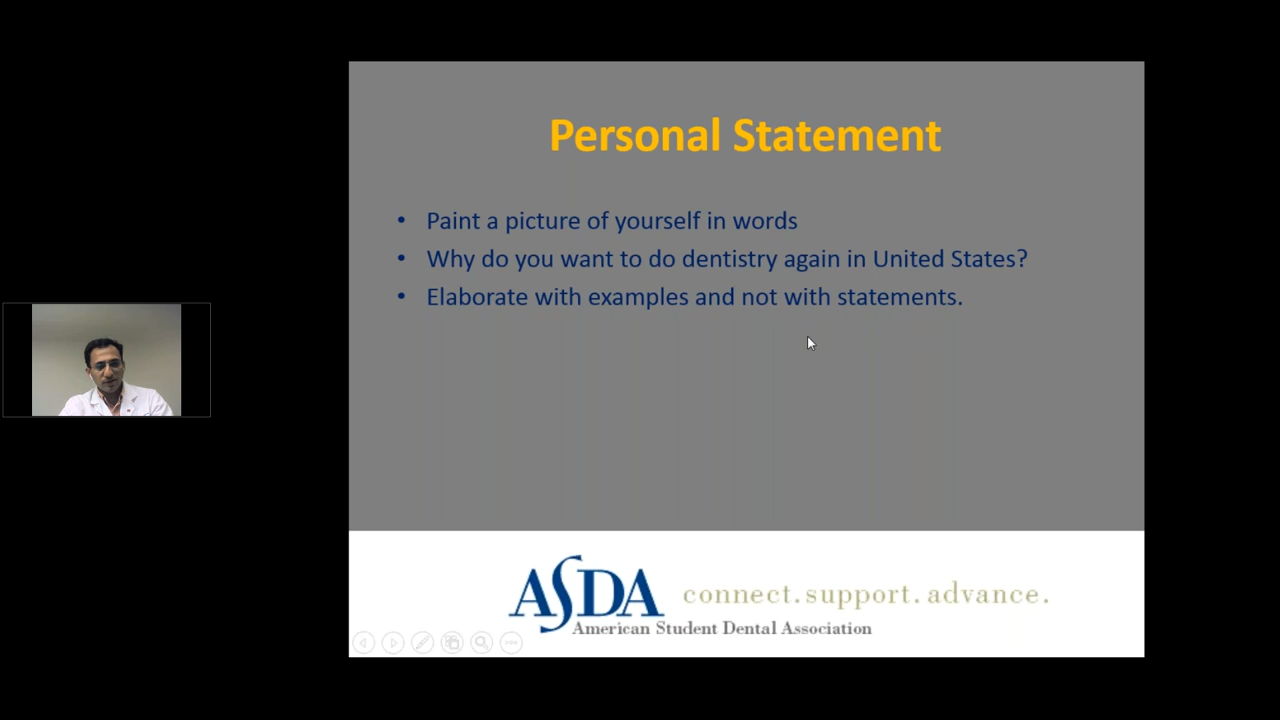 Personal Statement
• Paint a picture of yourself in words
• Why do you want to do dentistry again in United States?
• Elaborate with examples and not with statements.
ASDA connect. support. advance.
American Student Dental Association